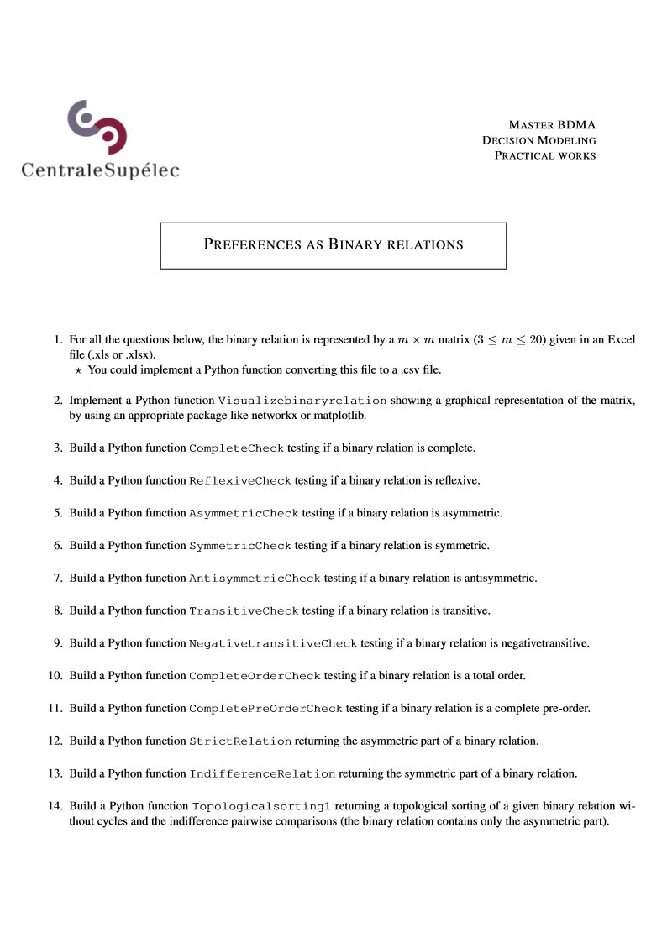 CentraleSupélec
MASTER BDMA
DECISION MODELING
PRACTICAL WORKS
PREFERENCES AS BINARY RELATIONS
1. For all the questions below, the binary relation is represented by a m × m matrix (3 ≤ m ≤ 20) given in an Excel
file (.xls or .xlsx).
⋆ You could implement a Python function converting this file to a .csv file.
2. Implement a Python function Visualizebinaryrelation showing a graphical representation of the matrix,
by using an appropriate package like networkx or matplotlib.
3. Build a Python function CompleteCheck testing if a binary relation is complete.
4. Build a Python function ReflexiveCheck testing if a binary relation is reflexive.
5. Build a Python function AsymmetricCheck testing if a binary relation is asymmetric.
6. Build a Python function SymmetricCheck testing if a binary relation is symmetric.
7. Build a Python function AntisymmetricCheck testing if a binary relation is antisymmetric.
8. Build a Python function TransitiveCheck testing if a binary relation is transitive.
9. Build a Python function NegativetransitiveCheck testing if a binary relation is negativetransitive.
10. Build a Python function CompleteOrderCheck testing if a binary relation is a total order.
11. Build a Python function CompletePreOrderCheck testing if a binary relation is a complete pre-order.
12. Build a Python function StrictRelation returning the asymmetric part of a binary relation.
13. Build a Python function IndifferenceRelation returning the symmetric part of a binary relation.
14. Build a Python function Topologicalsorting1 returning a topological sorting of a given binary relation wi-
thout cycles and the indifference pairwise comparisons (the binary relation contains only the asymmetric part).